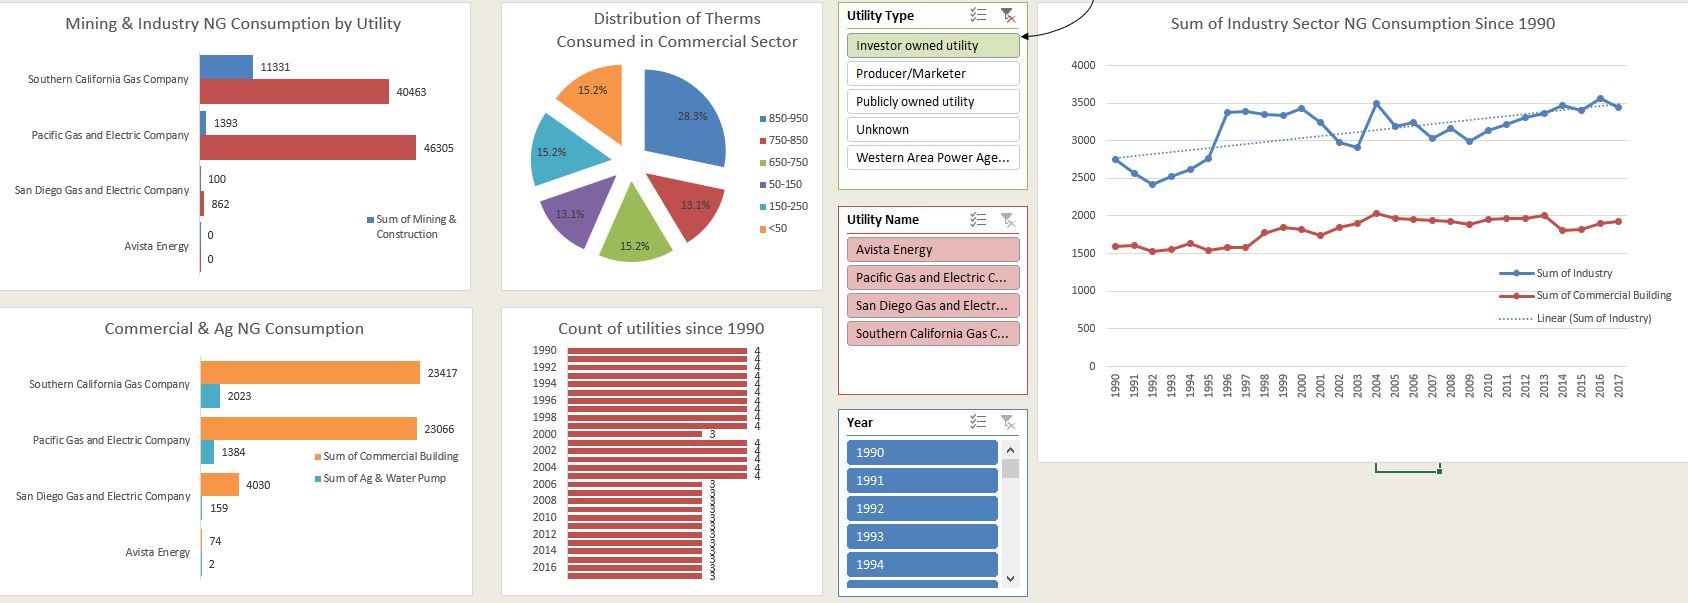 Mining & Industry NG Consumption by Utility
Southern California Gas Company
11331
40463
Pacific Gas and Electric Company
1393
46305
San Diego Gas and Electric Company
100
862
Avista Energy
0
0
Sum of Mining &
Construction
Distribution of Therms
Consumed in Commercial Sector
28.3%
13.1%
15.2%
13.1%
15.2%
15.2%
850-950
750-850
650-750
50-150
150-250
<50
Utility Type
Investor owned utility
Producer/Marketer
Publicly owned utility
Unknown
Western Area Power Age...
Utility Name
Avista Energy
Pacific Gas and Electric C...
San Diego Gas and Electr...
Southern California Gas C...
Year
1990
1991
1992
1993
1994
Sum of Industry Sector NG Consumption Since 1990
4000
3500
3000
2500
2000
1500
1000
500
0
1990 1991 1992 1993 1994 1995 1996 1997 1998 1999 2000 2001 2002 2003 2004 2005 2006 2007 2008 2009 2010 2011 2012 2013 2014 2015 2016 2017
Sum of Industry
Sum of Commercial Building
Linear (Sum of Industry)
Commercial & Ag NG Consumption
Southern California Gas Company
23417
2023
Pacific Gas and Electric Company
23066
1384
San Diego Gas and Electric Company
4030
159
Avista Energy
74
2
Sum of Commercial Building
Sum of Ag & Water Pump
Count of utilities since 1990
1990 4
4
1992 4
4
1994 4
4
1996 4
4
1998 4
4
2000 3
4
2002 4
4
2004 4
4
2006 3
3
2008 3
3
2010 3
3
2012 3
3
2014 3
3
2016 3
3